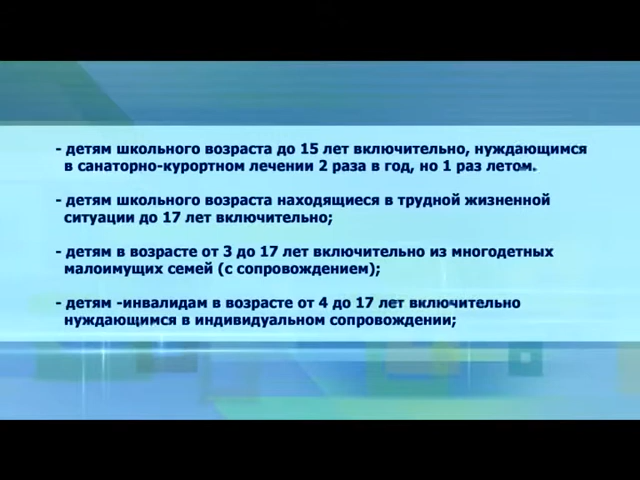 - детям школьного возраста до 15 лет включительно, нуждающимся
в санаторно-курортном лечении 2 раза в год, но 1 раз летом.
- детям школьного возраста находящиеся в трудной жизненной
ситуации до 17 лет включительно;
- детям в возрасте от 3 до 17 лет включительно из многодетных
малоимущих семей (с сопровождением);
- детям -инвалидам в возрасте от 4 до 17 лет включительно
нуждающимся в индивидуальном сопровождении;